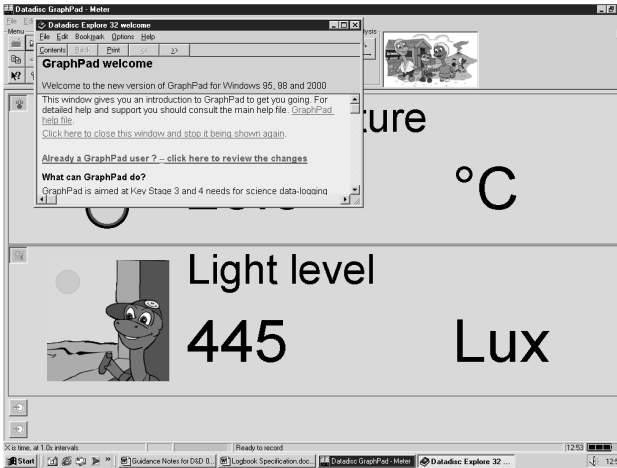 Datadisc GraphPad - Meter
File
Menu
Datadisc Explore 32 welcome
File Edit Bookmark Options Help
Contents Back Print << >>
GraphPad welcome
Welcome to the new version of GraphPad for Windows 95, 98 and 2000
This window gives you an introduction to GraphPad to get you going. For
detailed help and support you should consult the main help file. GraphPad
help file.
Click here to close this window and stop it being shown again.
Already a GraphPad user ? – click here to review the changes
What can GraphPad do?
GraphPad is aimed at Key Stage 3 and 4 needs for science data-logging
°C
Light level
445 Lux
X is time, at 1.0s intervals
Ready to record
12:53
Start
Guidance Notes for D&D 0...
Logbook Specification.doc...
Datadisc GraphPad - Meter
Datadisc Explore 32 ...